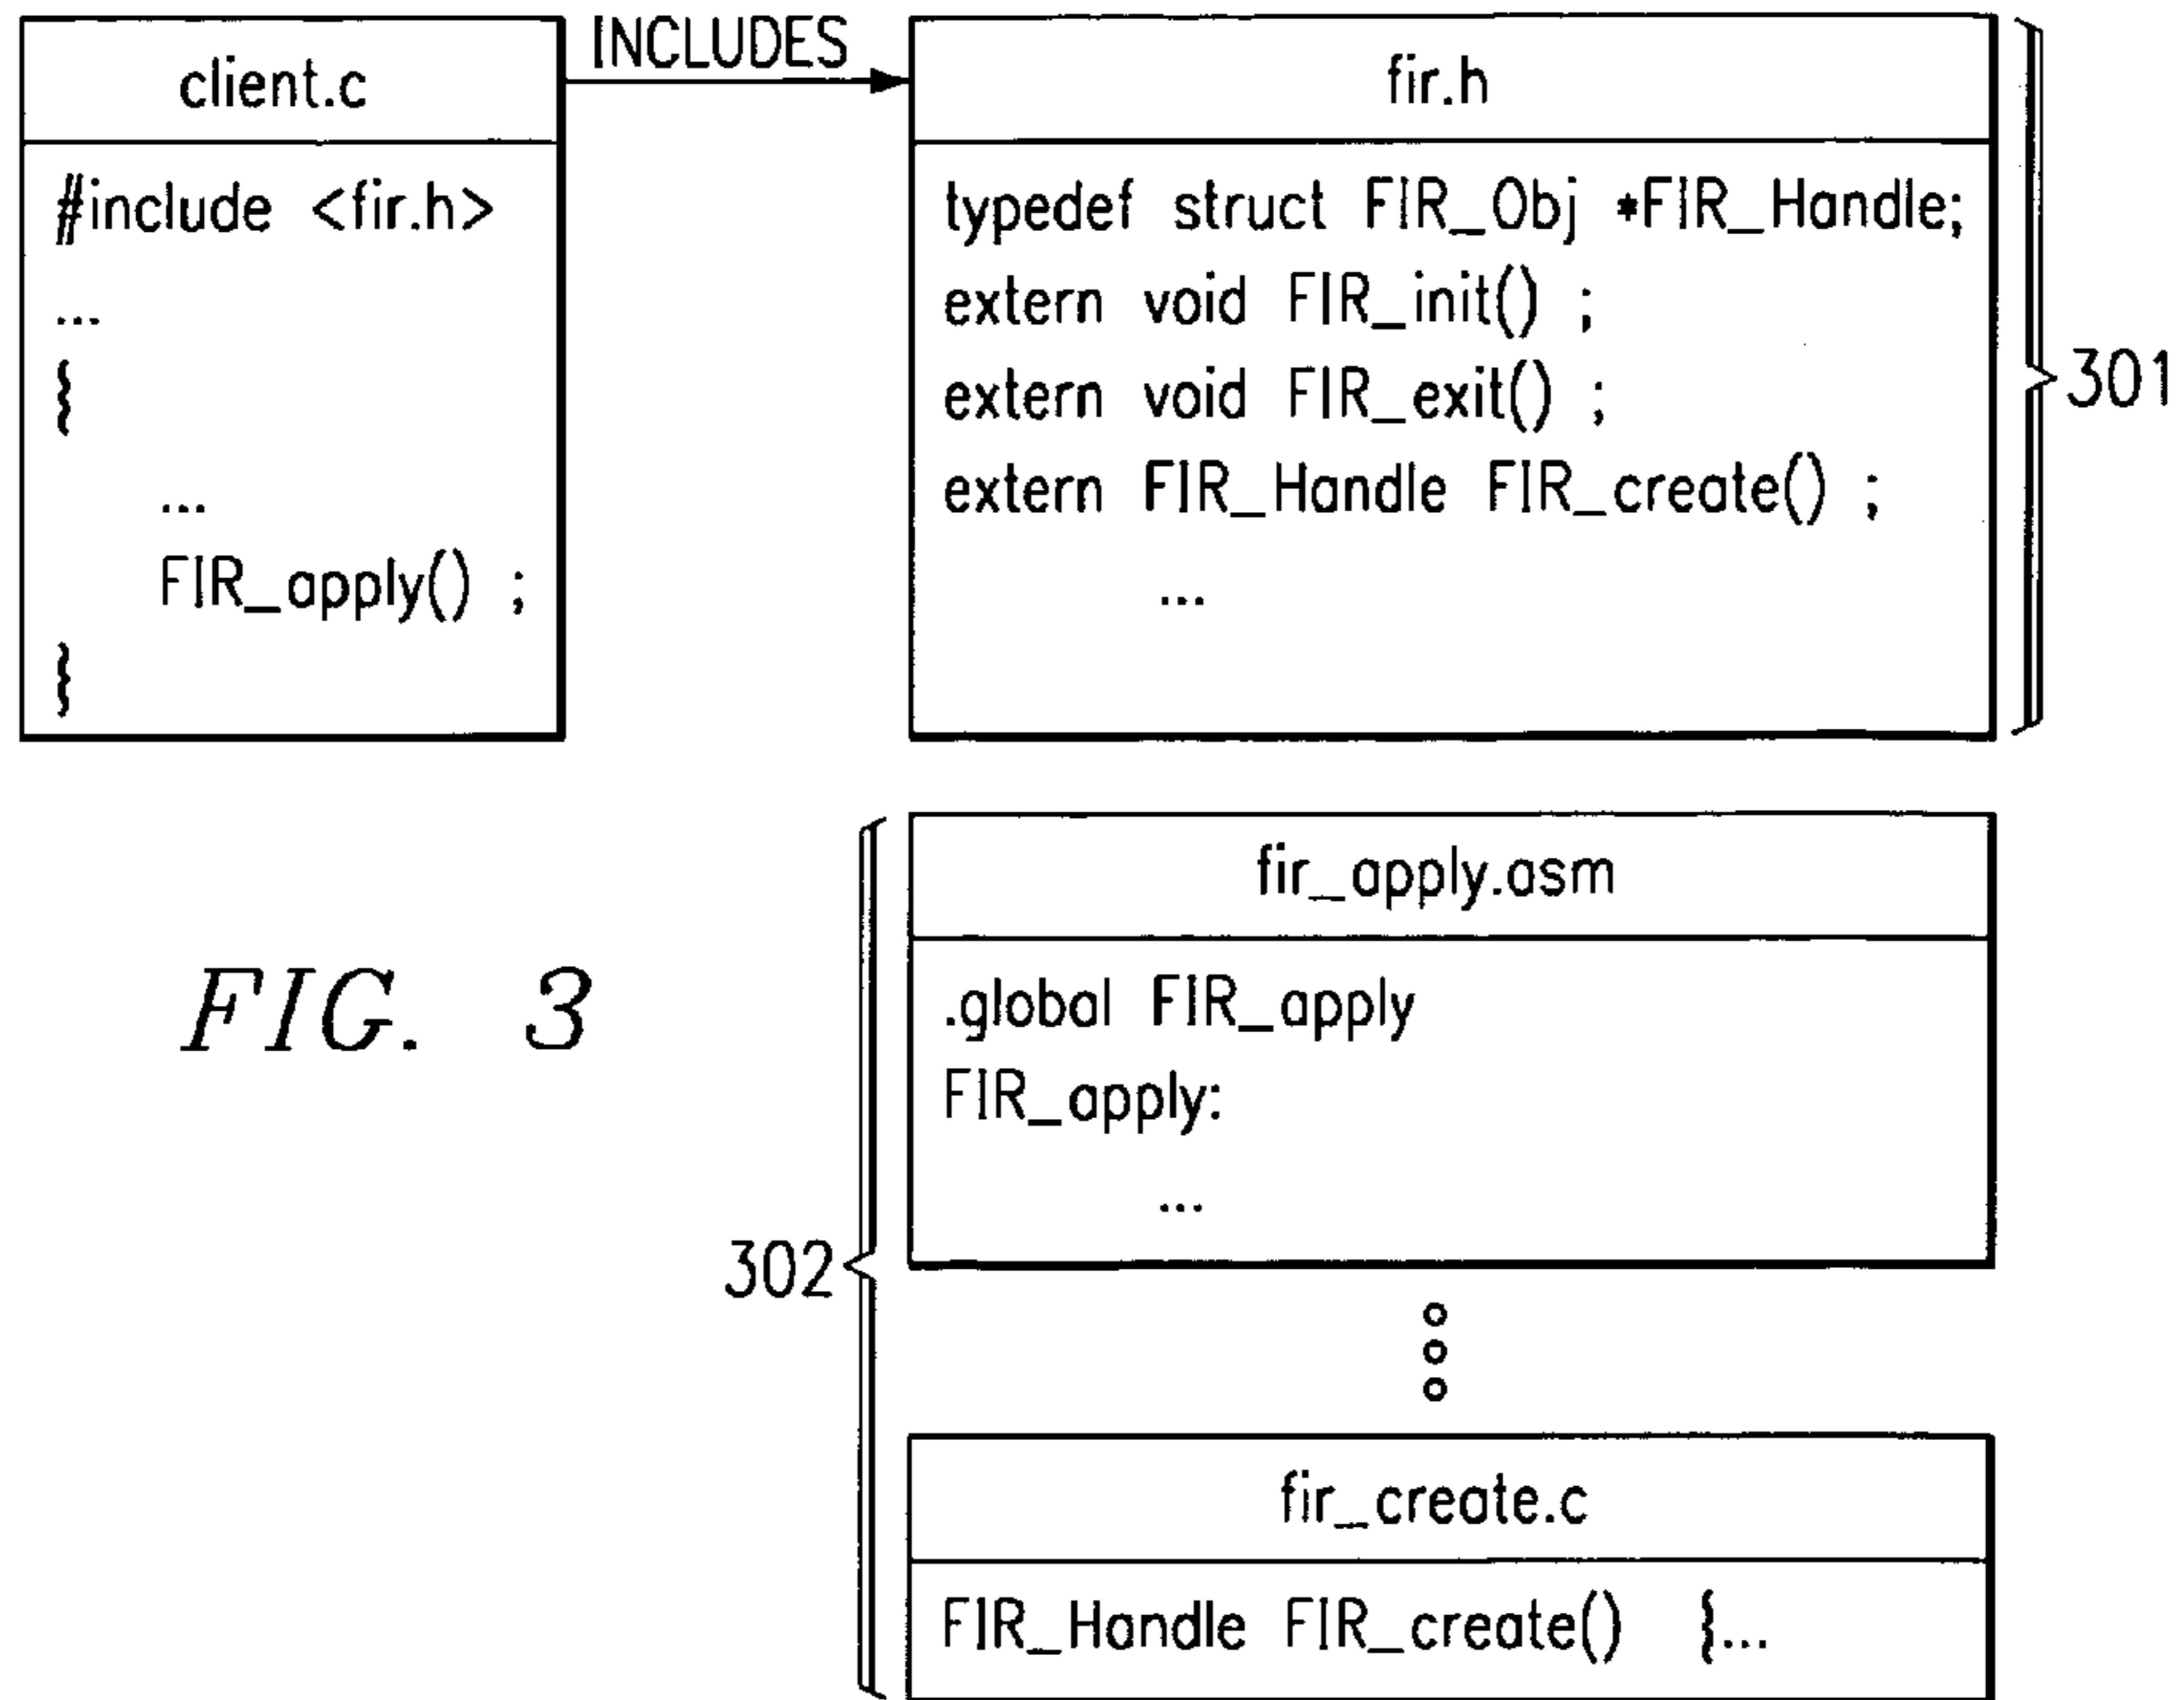 client.c
#include <fir.h>
...
{
...
FIR_apply() ;
}
INCLUDES
fir.h
typedef struct FIR_Obj *FIR_Handle;
extern void FIR_init() ;
extern void FIR_exit() ;
extern FIR_Handle FIR_create() ;
...
301
FIG. 3
302
fir_apply.asm
.global FIR_apply
FIR_apply:
...
fir_create.c
FIR_Handle FIR_create() {...